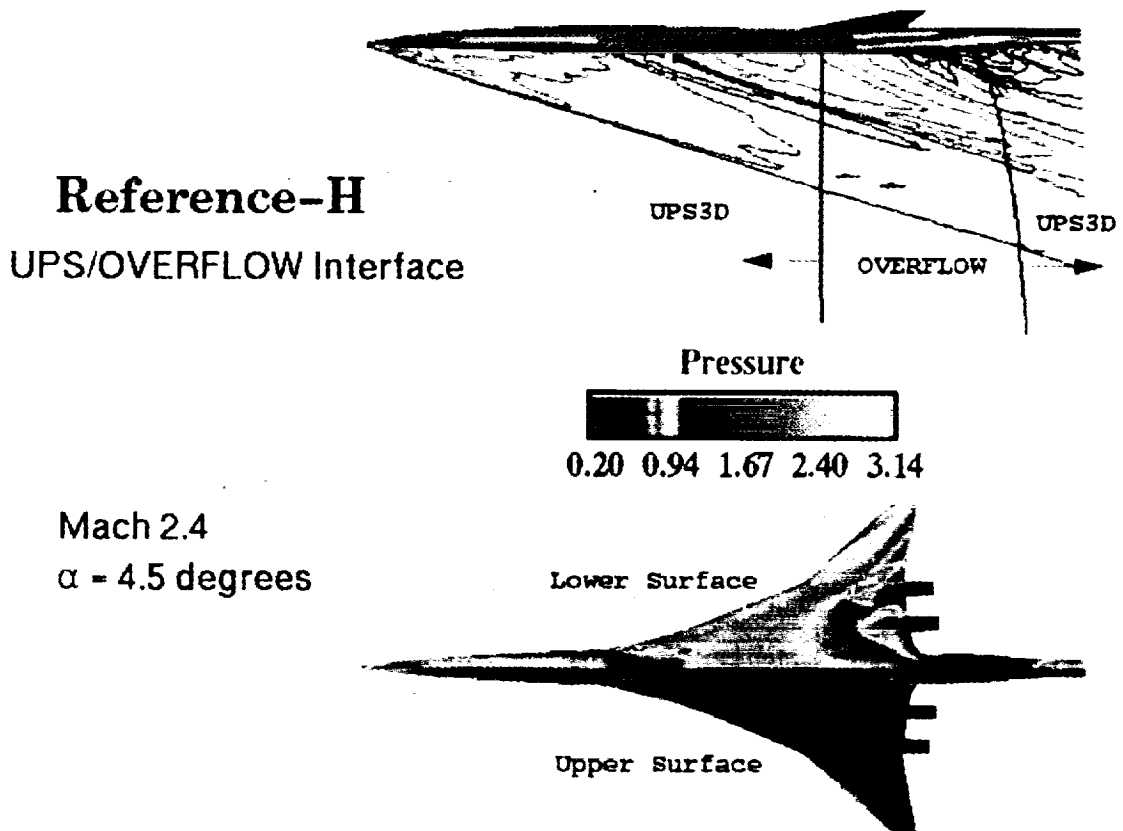 Reference-H
UPS/OVERFLOW Interface
UPS3D
UPS3D
OVERFLOW
Pressure
0.20 0.94 1.67 2.40 3.14
Mach 2.4
α = 4.5 degrees
Lower Surface
Upper Surface